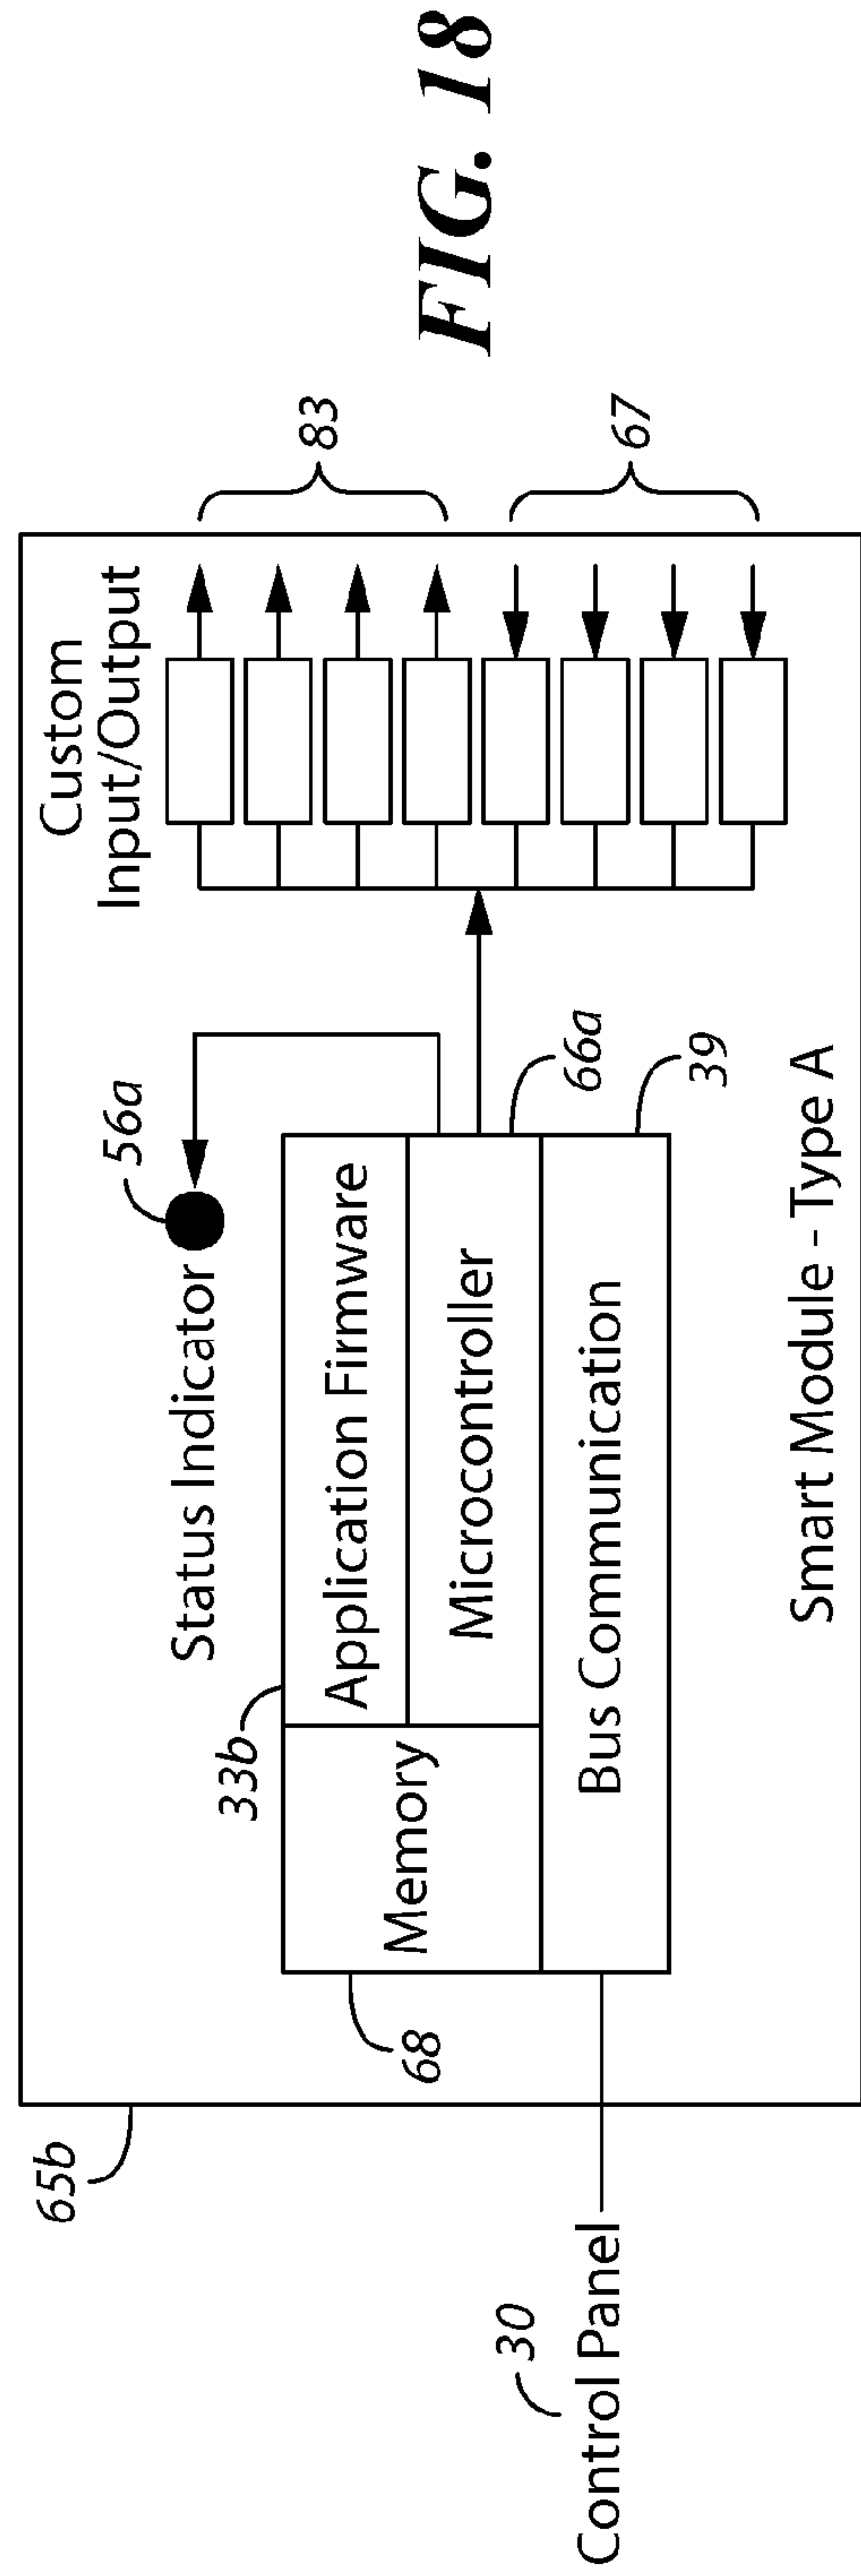 65b
Custom
Input/Output
83
56a
Status Indicator
33b
Application Firmware
Memory
68
Microcontroller
66a
67
Bus Communication
39
30
Control Panel
Smart Module - Type A
FIG. 18